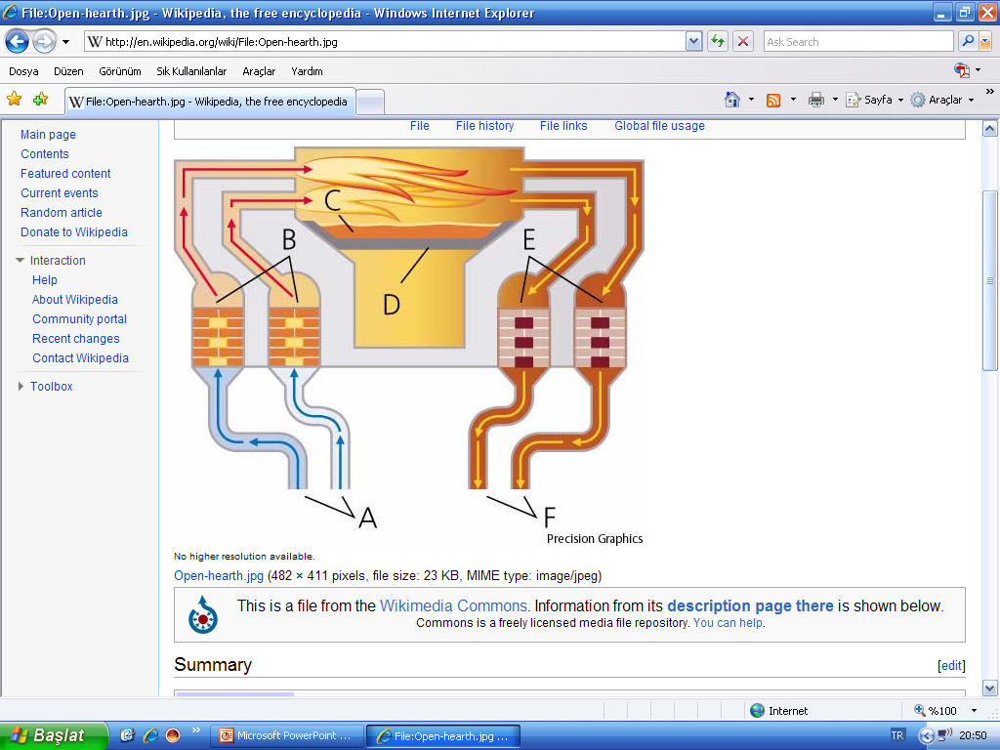 File:Open-hearth.jpg - Wikipedia, the free encyclopedia - Windows Internet Explorer
W http://en.wikipedia.org/wiki/File:Open-hearth.jpg
Ask Search
Dosya Düzen Görünüm Sık Kullanılanlar Araçlar Yardım
W File:Open-hearth.jpg - Wikipedia, the free encyclopedia
Sayfa Araçlar »
File File history File links Global file usage
Main page
Contents
Featured content
Current events
Random article
Donate to Wikipedia
Interaction
Help
About Wikipedia
Community portal
Recent changes
Contact Wikipedia
Toolbox
C
B
E
D
A
F
Precision Graphics
No higher resolution available.
Open-hearth.jpg (482 × 411 pixels, file size: 23 KB, MIME type: image/jpeg)
This is a file from the Wikimedia Commons. Information from its description page there is shown below.
Commons is a freely licensed media file repository. You can help.
Summary [edit]
Internet %100
Başlat » Microsoft PowerPoint ... File:Open-hearth.jpg ... TR 20:50